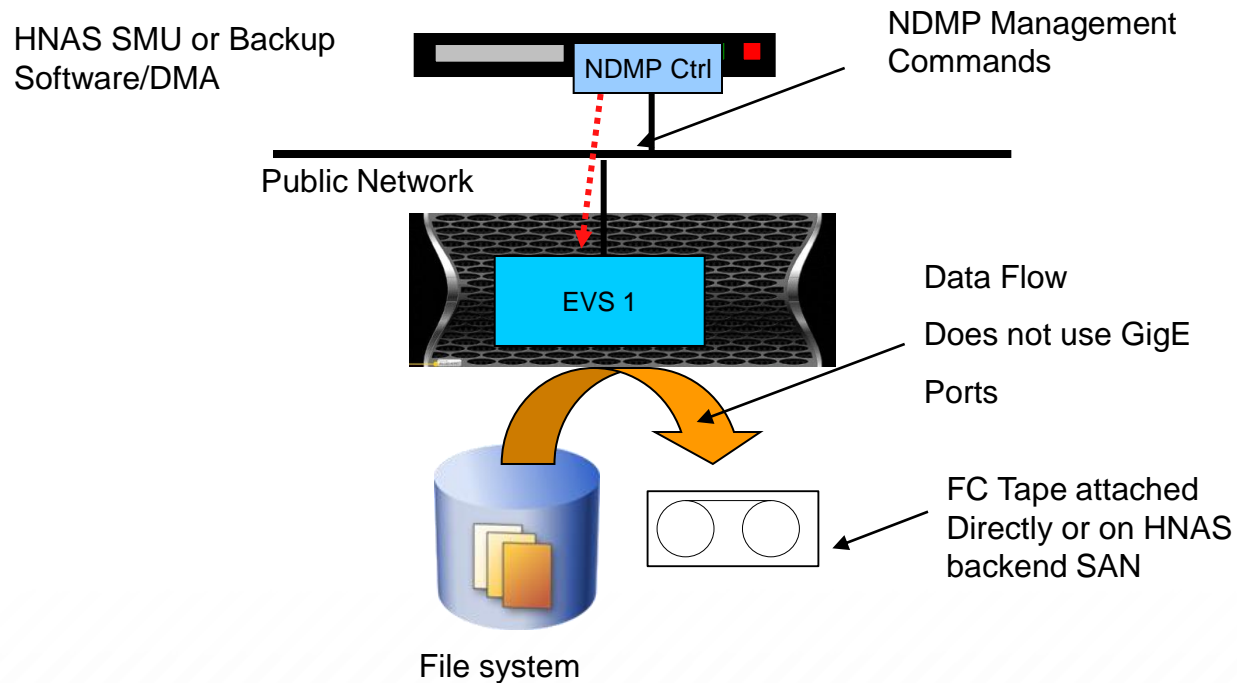 HNAS SMU or Backup
Software/DMA
NDMP Ctrl
NDMP Management
Commands
Public Network
EVS 1
Data Flow
Does not use GigE
Ports
FC Tape attached
Directly or on HNAS
backend SAN
File system